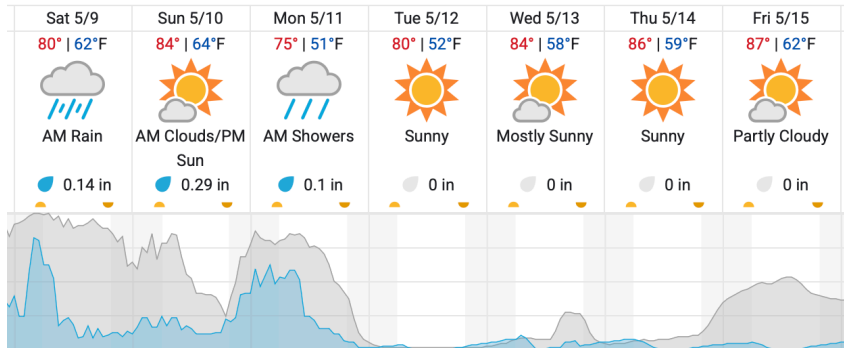 Sat 5/9 Sun 5/10 Mon 5/11 Tue 5/12 Wed 5/13 Thu 5/14 Fri 5/15
80° | 62°F 84° | 64°F 75° | 51°F 80° | 52°F 84° | 58°F 86° | 59°F 87° | 62°F
AM Rain AM Clouds/PM AM Showers Sunny Mostly Sunny Sunny Partly Cloudy
Sun
0.14 in 0.29 in 0.1 in 0 in 0 in 0 in 0 in